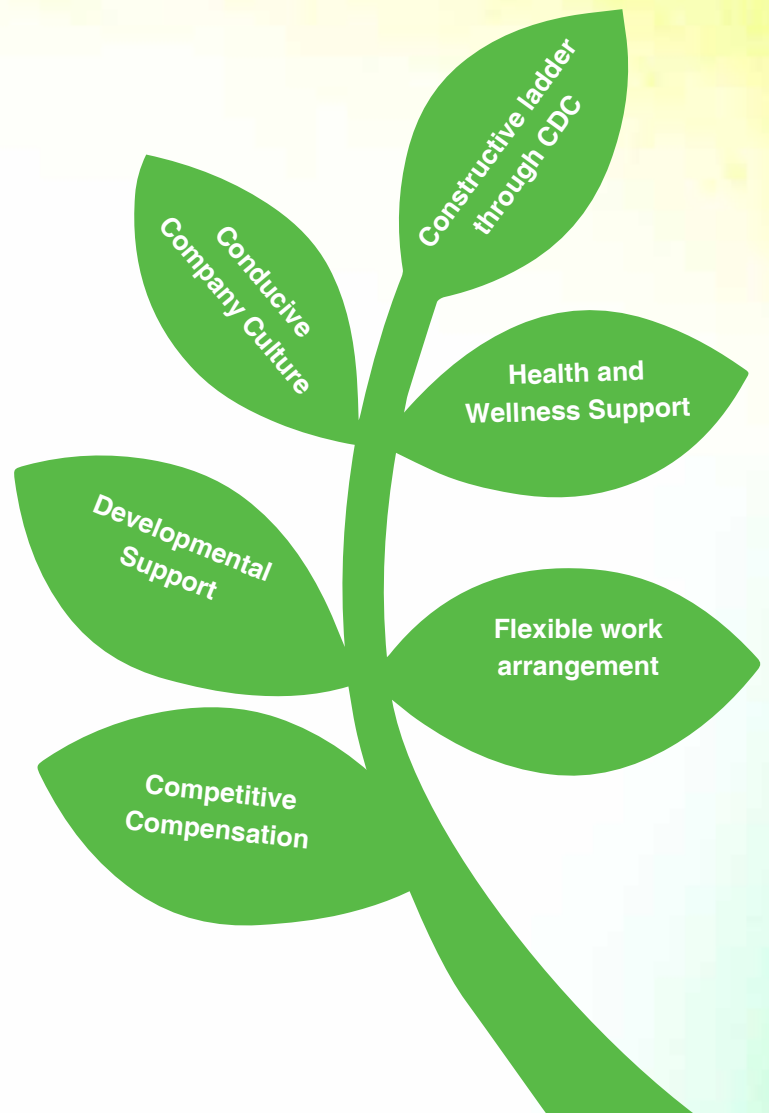 Constructive ladder
through CDC
Conducive
Company Culture
Health and
Wellness Support
Developmental
Support
Flexible work
arrangement
Competitive
Compensation